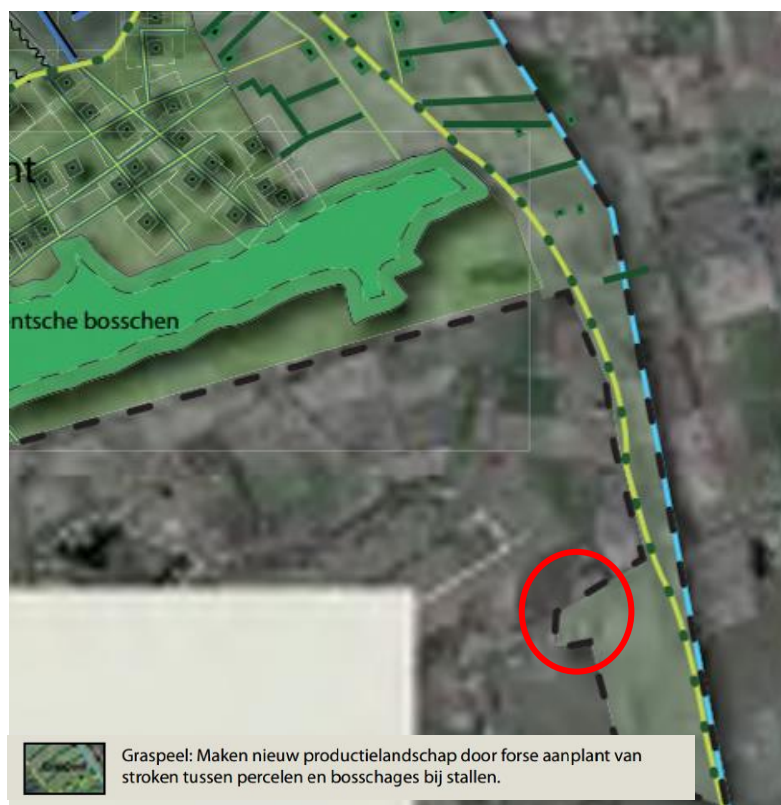 nt
ntsche bosschen
Graspeel: Maken nieuw productielandschap door forse aanplant van
stroken tussen percelen en bosschages bij stallen.